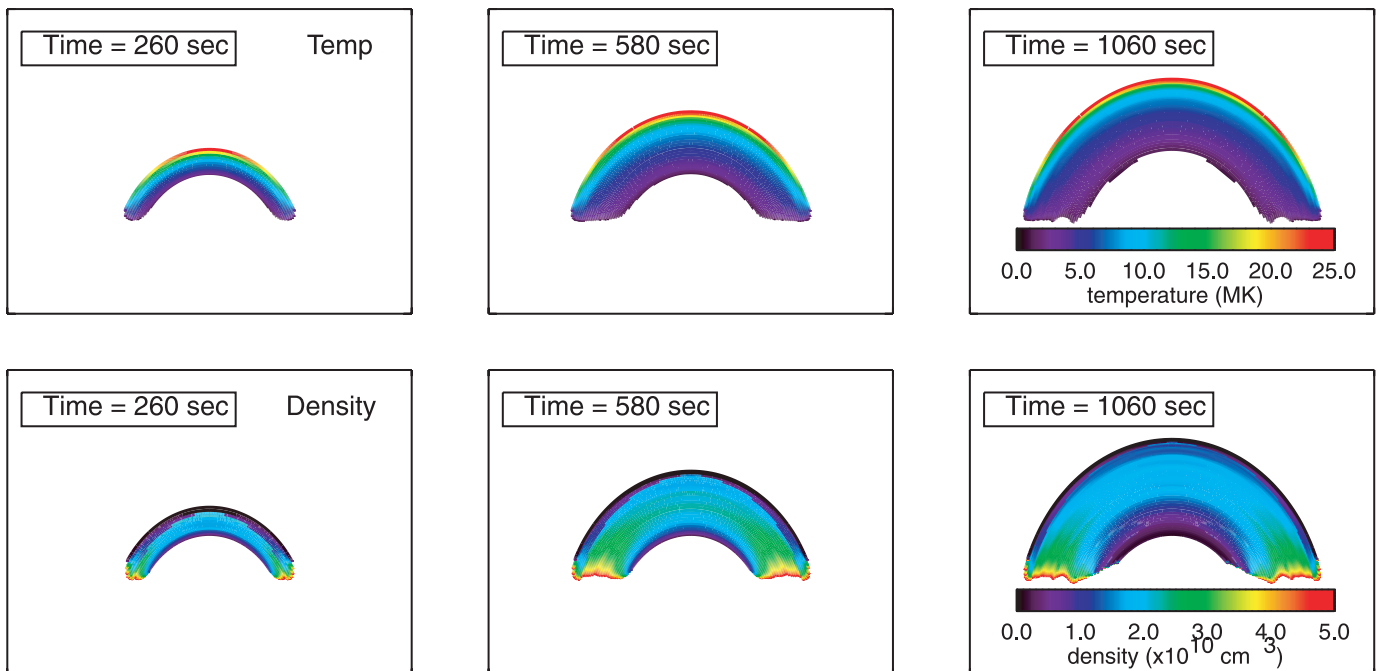 Time = 260 sec Temp
Time = 580 sec
Time = 1060 sec
0.0 5.0 10.0 15.0 20.0 25.0
temperature (MK)
Time = 260 sec Density
Time = 580 sec
Time = 1060 sec
0.0 1.0 2.0 3.0 4.0 5.0
density (x10^10 cm^3)